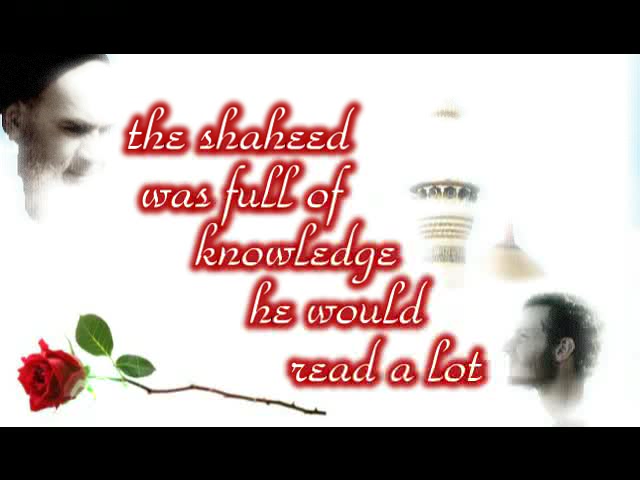 the shaheed
was full of
knowledge
he would
read a lot